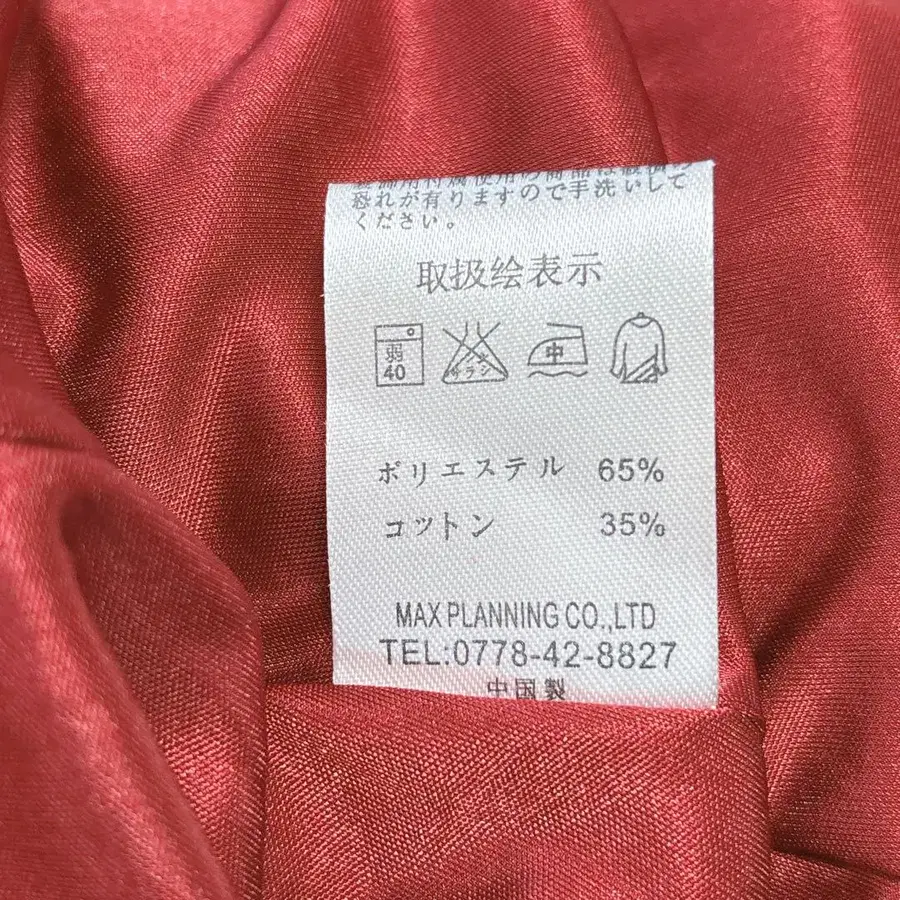 恐れが有りますので手洗いして
ください。
取扱絵表示
弱
40
サラシ
中
ポリエステル 65%
コットン 35%
MAX PLANNING CO.,LTD
TEL:0778-42-8827
中国製